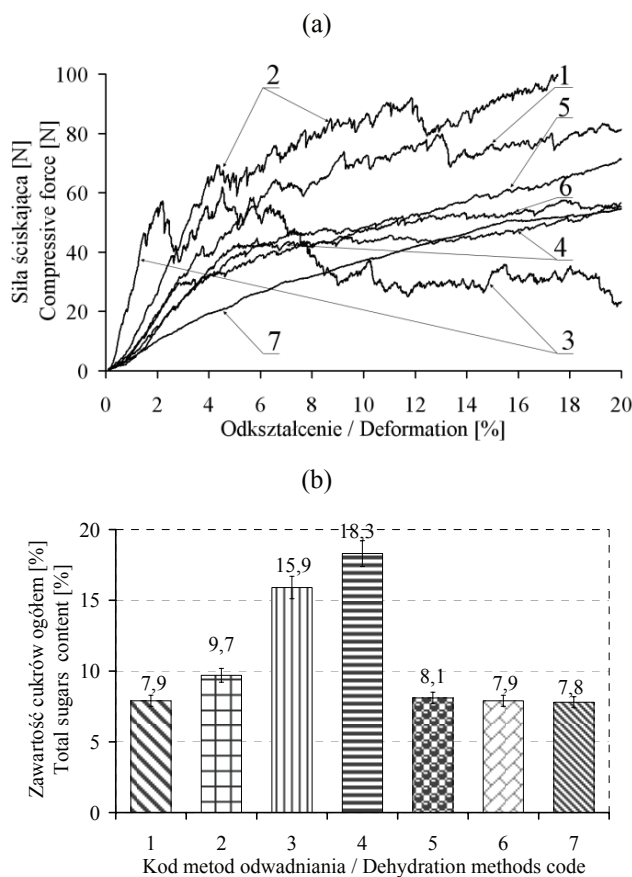 (a)
Siła ściskająca [N]
Compressive force [N]
100
80
60
40
20
0
2
1
5
6
4
3
7
0 2 4 6 8 10 12 14 16 18 20
Odkształcenie / Deformation [%]
(b)
Zawartość cukrów ogółem [%]
Total sugars content [%]
20
15
10
5
0
7,9
9,7
15,9
18,3
8,1
7,9
7,8
1 2 3 4 5 6 7
Kod metod odwadniania / Dehydration methods code